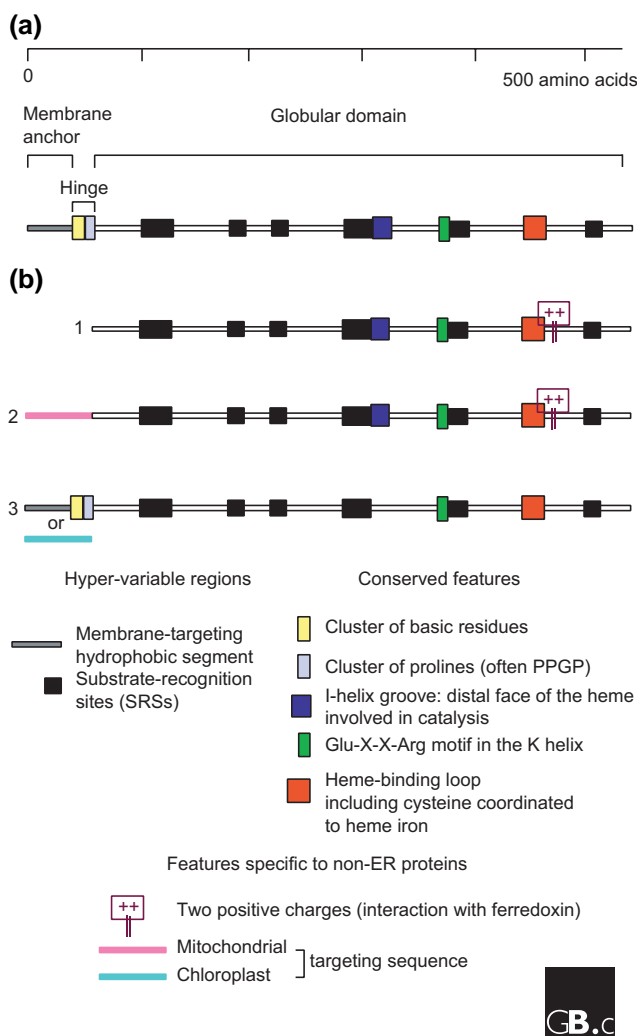 (a)
0
500 amino acids
Membrane
anchor
Globular domain
Hinge
(b)
1
++
2
++
3
or
Hyper-variable regions
Conserved features
Membrane-targeting
hydrophobic segment
Substrate-recognition
sites (SRSs)
Cluster of basic residues
Cluster of prolines (often PPGP)
I-helix groove: distal face of the heme
involved in catalysis
Glu-X-X-Arg motif in the K helix
Heme-binding loop
including cysteine coordinated
to heme iron
Features specific to non-ER proteins
++
Two positive charges (interaction with ferredoxin)
Mitochondrial
Chloroplast
targeting sequence
GB.c